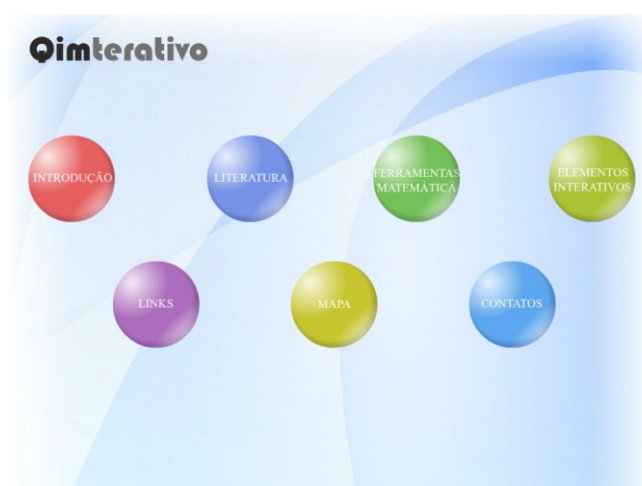 Qimterativo
INTRODUÇÃO
LITERATURA
FERRAMENTAS
MATEMÁTICA
ELEMENTOS
INTERATIVOS
LINKS
MAPA
CONTATOS